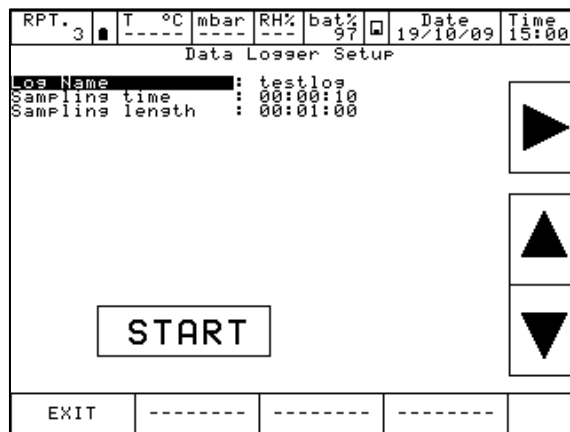 RPT. 3 T °C ----- mbar ---- RH% --- bat% 97 Date 19/10/09 Time 15:00
Data Logger Setup
Log Name : testlog
Sampling time : 00:00:10
Sampling length : 00:01:00
START
EXIT -------- -------- --------